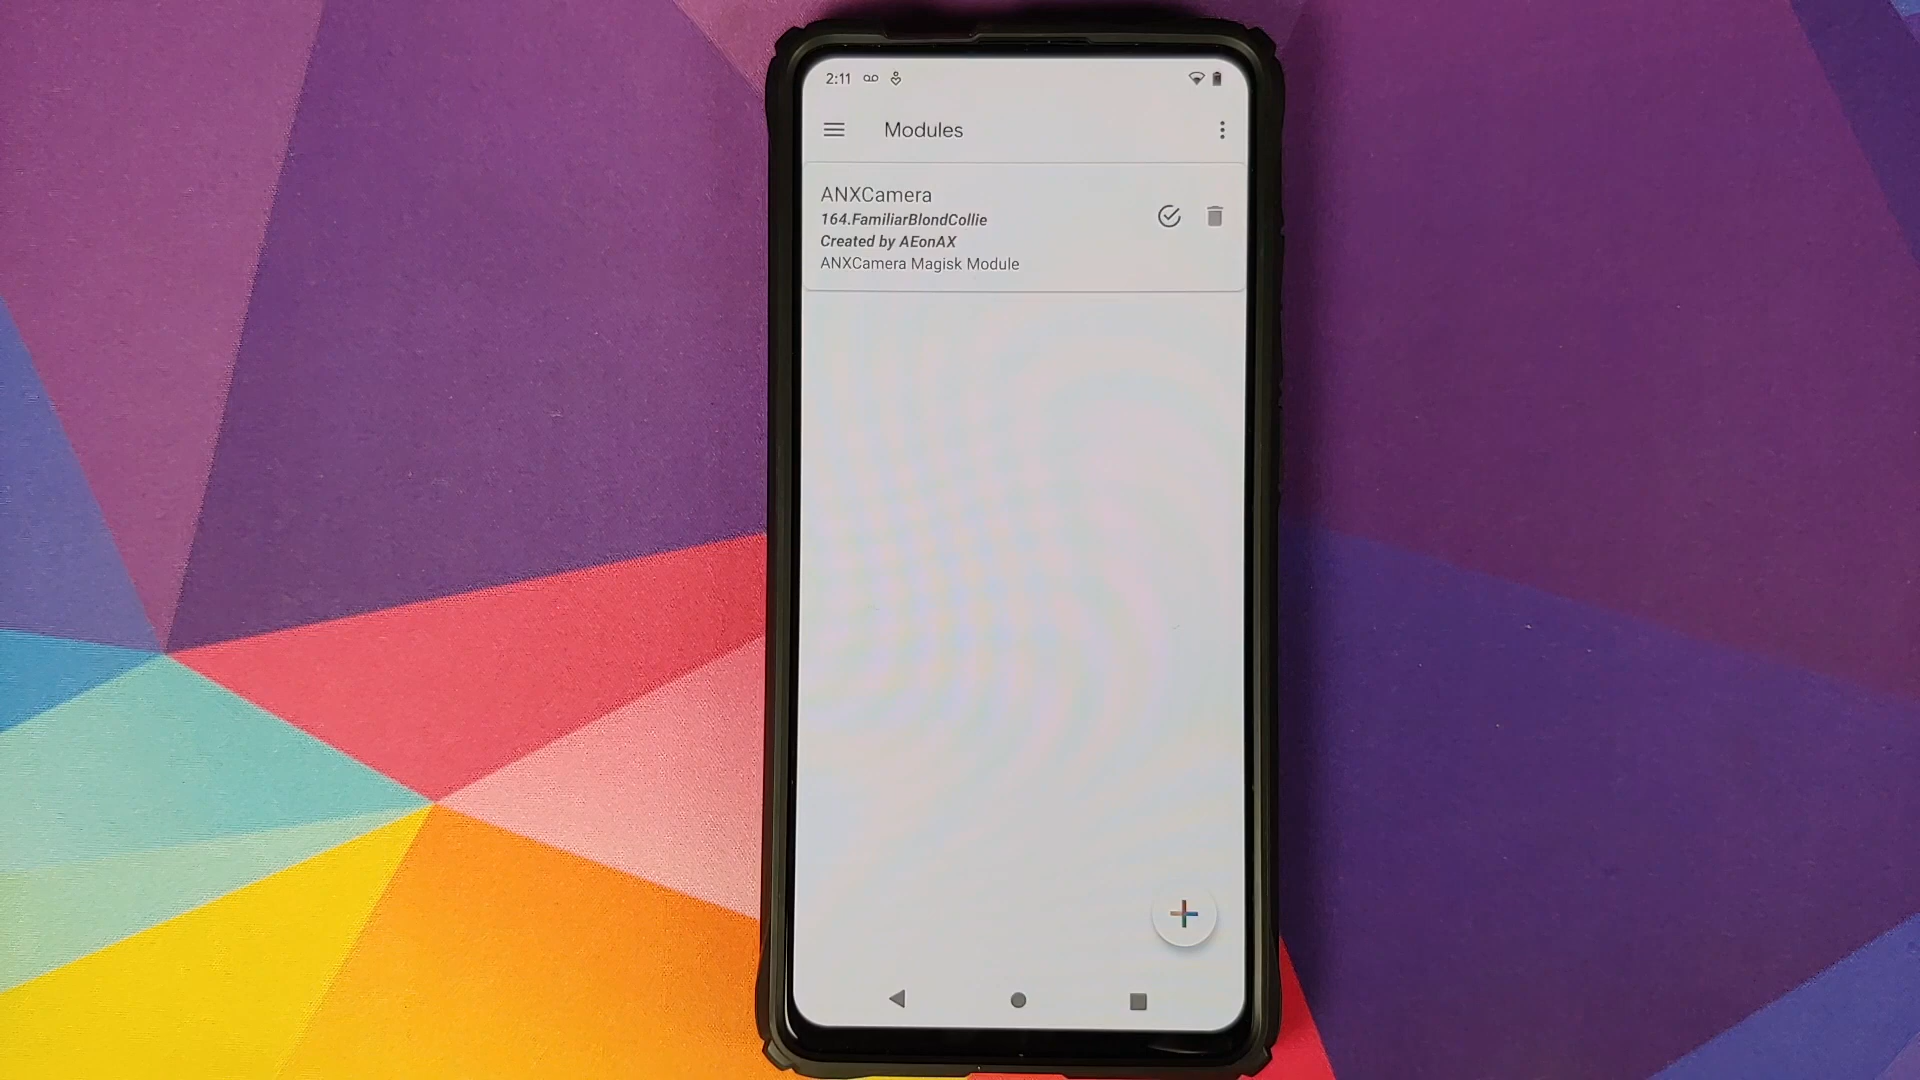 2:11
Modules
ANXCamera
164.FamiliarBlondCollie
Created by AEonAX
ANXCamera Magisk Module